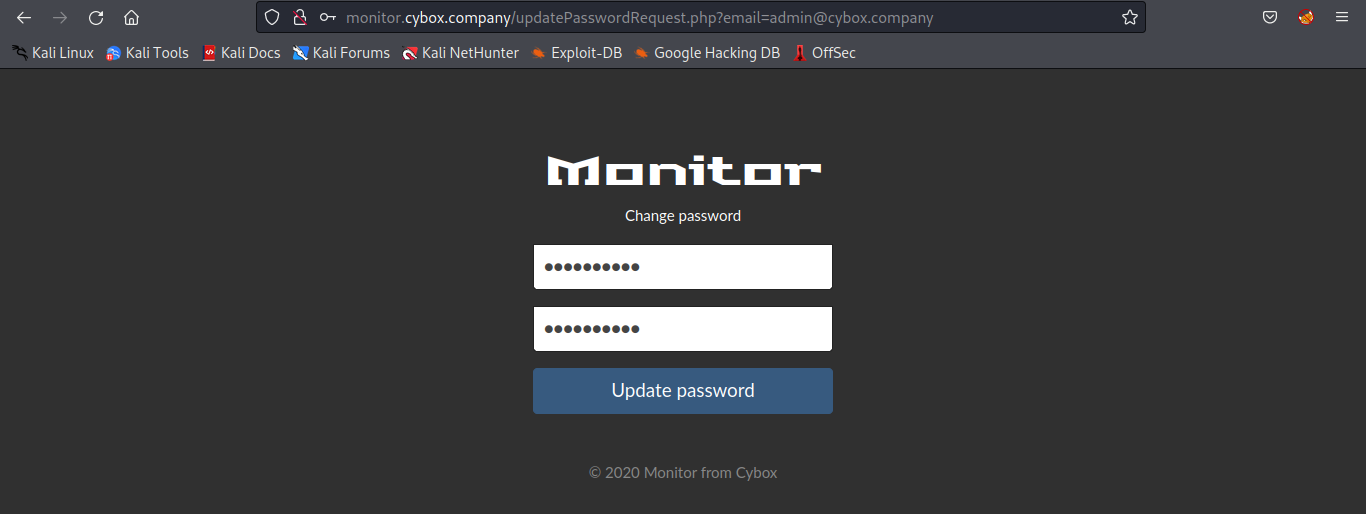 monitor.cybox.company/updatePasswordRequest.php?email=admin@cybox.company
Kali Linux Kali Tools Kali Docs Kali Forums Kali NetHunter Exploit-DB Google Hacking DB OffSec
Monitor
Change password
Update password
© 2020 Monitor from Cybox